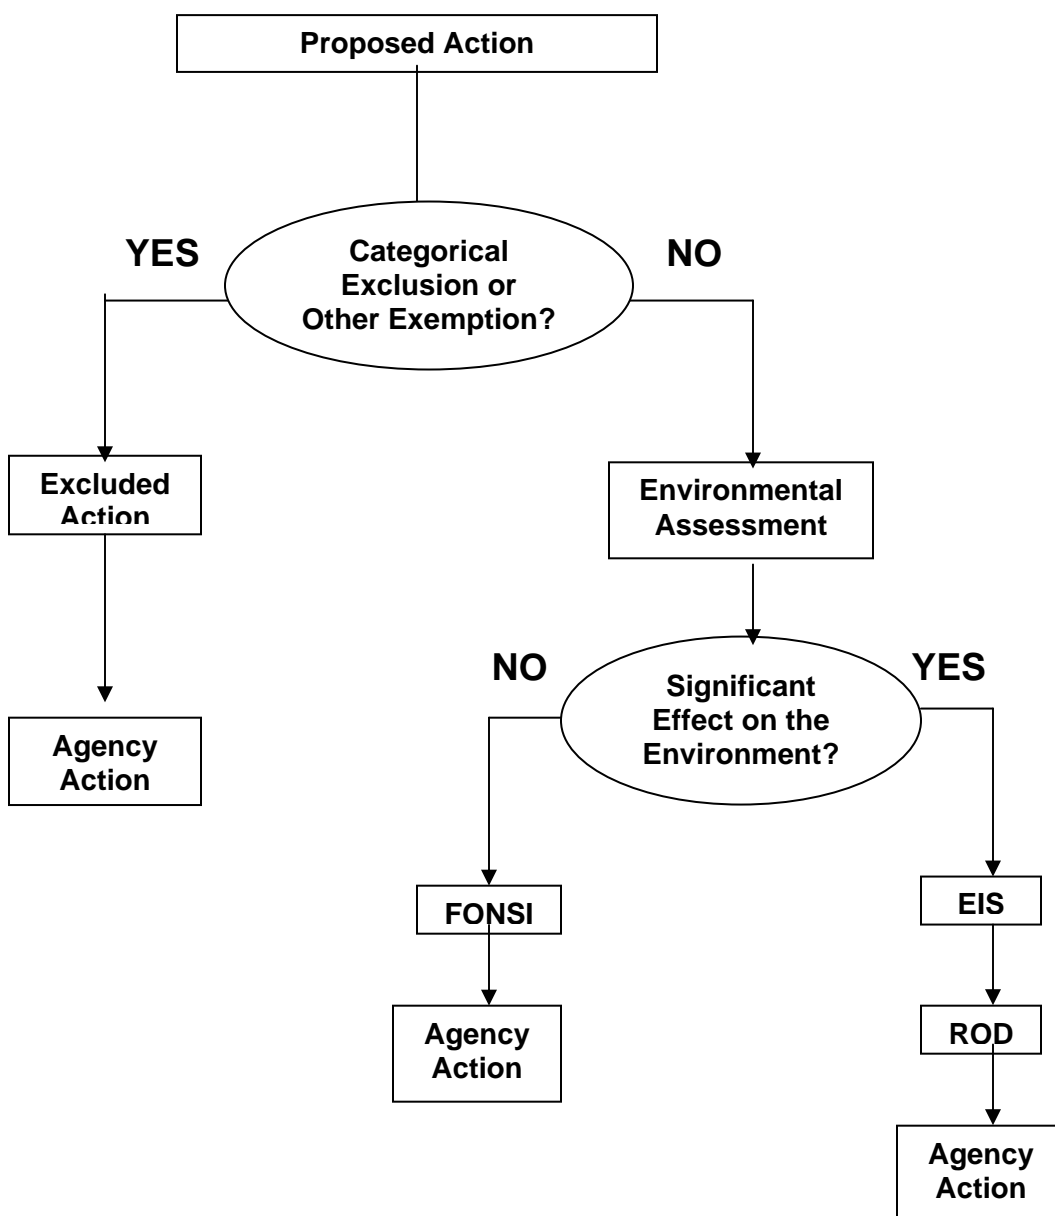 Proposed Action
YES
Categorical
Exclusion or
Other Exemption?
NO
Excluded
Action
Environmental
Assessment
NO
Significant
Effect on the
Environment?
YES
Agency
Action
FONSI
EIS
Agency
Action
ROD
Agency
Action